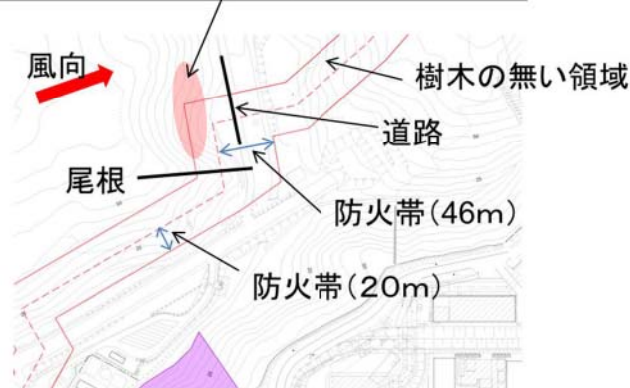 風向
樹木の無い領域
道路
尾根
防火帯(46m)
防火帯(20m)